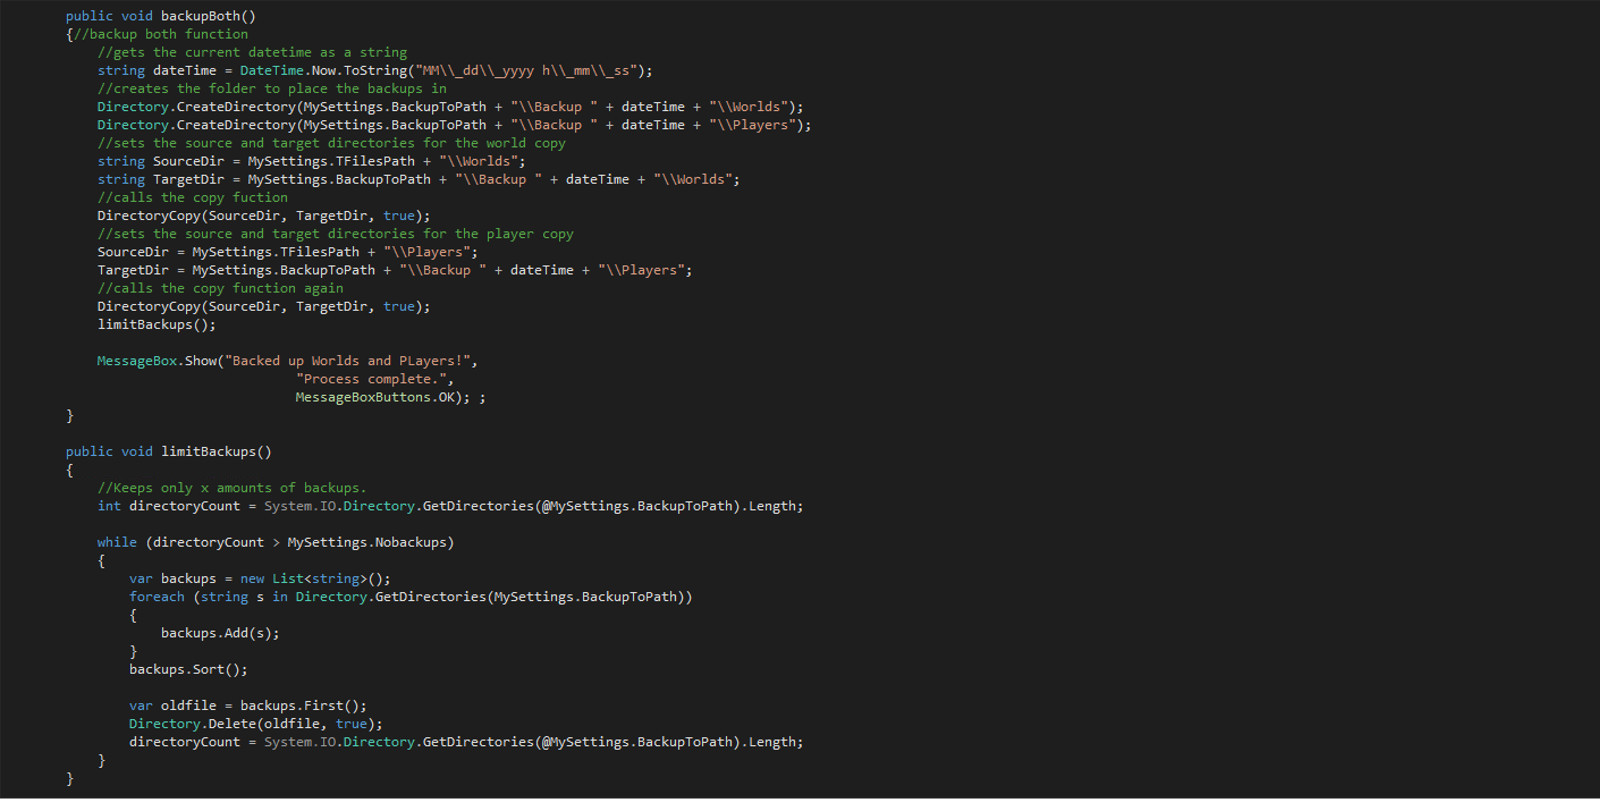 public void backupBoth()
{//backup both function
//gets the current datetime as a string
string dateTime = DateTime.Now.ToString("MM\\_dd\\_yyyy h\\_mm\\_ss");
//creates the folder to place the backups in
Directory.CreateDirectory(MySettings.BackupToPath + "\\Backup " + dateTime + "\\Worlds");
Directory.CreateDirectory(MySettings.BackupToPath + "\\Backup " + dateTime + "\\Players");
//sets the source and target directories for the world copy
string SourceDir = MySettings.TFilesPath + "\\Worlds";
string TargetDir = MySettings.BackupToPath + "\\Backup " + dateTime + "\\Worlds";
//calls the copy fuction
DirectoryCopy(SourceDir, TargetDir, true);
//sets the source and target directories for the player copy
SourceDir = MySettings.TFilesPath + "\\Players";
TargetDir = MySettings.BackupToPath + "\\Backup " + dateTime + "\\Players";
//calls the copy function again
DirectoryCopy(SourceDir, TargetDir, true);
limitBackups();
MessageBox.Show("Backed up Worlds and PLayers!",
"Process complete.",
MessageBoxButtons.OK); ;
}
public void limitBackups()
{
//Keeps only x amounts of backups.
int directoryCount = System.IO.Directory.GetDirectories(@MySettings.BackupToPath).Length;
while (directoryCount > MySettings.Nobackups)
{
var backups = new List<string>();
foreach (string s in Directory.GetDirectories(MySettings.BackupToPath))
{
backups.Add(s);
}
backups.Sort();
var oldfile = backups.First();
Directory.Delete(oldfile, true);
directoryCount = System.IO.Directory.GetDirectories(@MySettings.BackupToPath).Length;
}
}